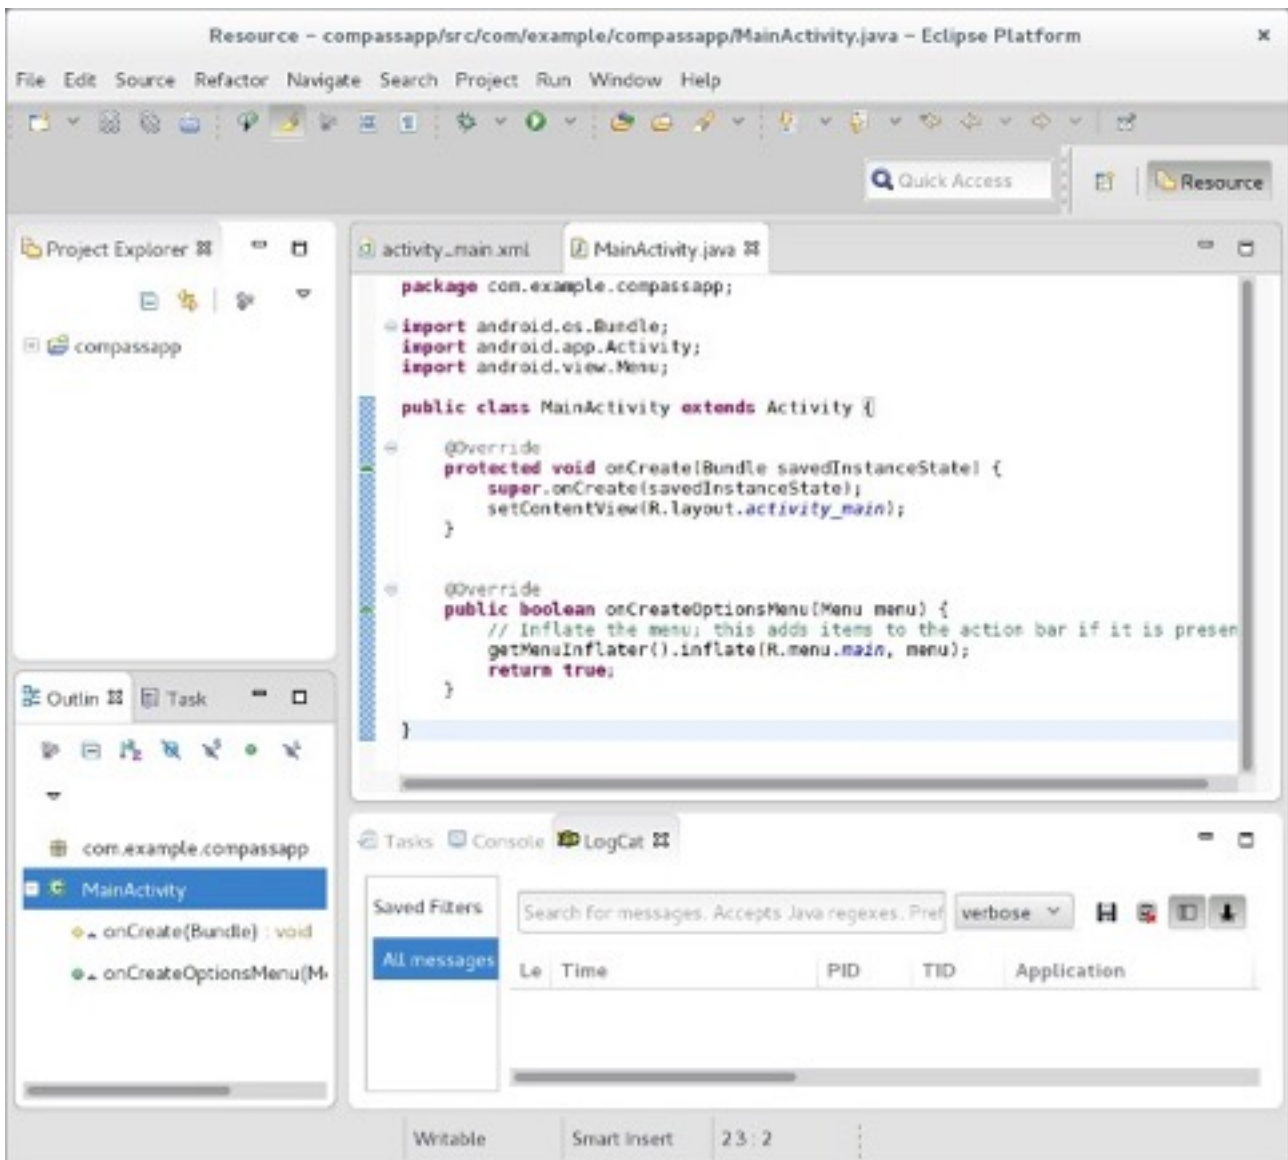 Resource - compassapp/src/com/example/compassapp/MainActivity.java - Eclipse Platform
File Edit Source Refactor Navigate Search Project Run Window Help
Quick Access
Resource
Project Explorer
compassapp
activity_main.xml MainActivity.java
package com.example.compassapp;
import android.os.Bundle;
import android.app.Activity;
import android.view.Menu;
public class MainActivity extends Activity {
@Override
protected void onCreate(Bundle savedInstanceState) {
super.onCreate(savedInstanceState);
setContentView(R.layout.activity_main);
}
@Override
public boolean onCreateOptionsMenu(Menu menu) {
// Inflate the menu; this adds items to the action bar if it is presen
getMenuInflater().inflate(R.menu.main, menu);
return true;
}
}
Outlin Task
com.example.compassapp
MainActivity
onCreate(Bundle) : void
onCreateOptionsMenu(M
Tasks Console LogCat
Saved Filters
All messages
Search for messages. Accepts Java regexes. Pref verbose
Le Time PID TID Application
Writable Smart Insert 23 : 2